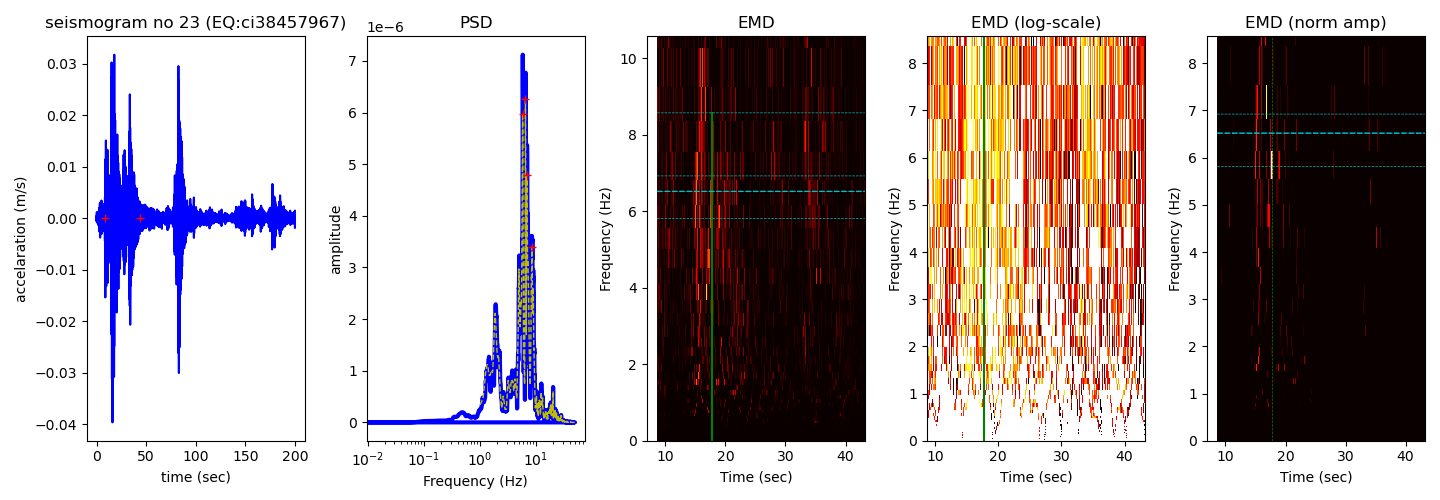 seismogram no 23 (EQ:ci38457967)
accelaration (m/s)
0.03
0.02
0.01
0.00
−0.01
−0.02
−0.03
−0.04
0 50 100 150 200
time (sec)
PSD
1e−6
amplitude
7
6
5
4
3
2
1
0
10⁻² 10⁻¹ 10⁰ 10¹
Frequency (Hz)
EMD
Frequency (Hz)
10
8
6
4
2
0
10 20 30 40
Time (sec)
EMD (log-scale)
Frequency (Hz)
8
7
6
5
4
3
2
1
0
10 20 30 40
Time (sec)
EMD (norm amp)
Frequency (Hz)
8
7
6
5
4
3
2
1
0
10 20 30 40
Time (sec)